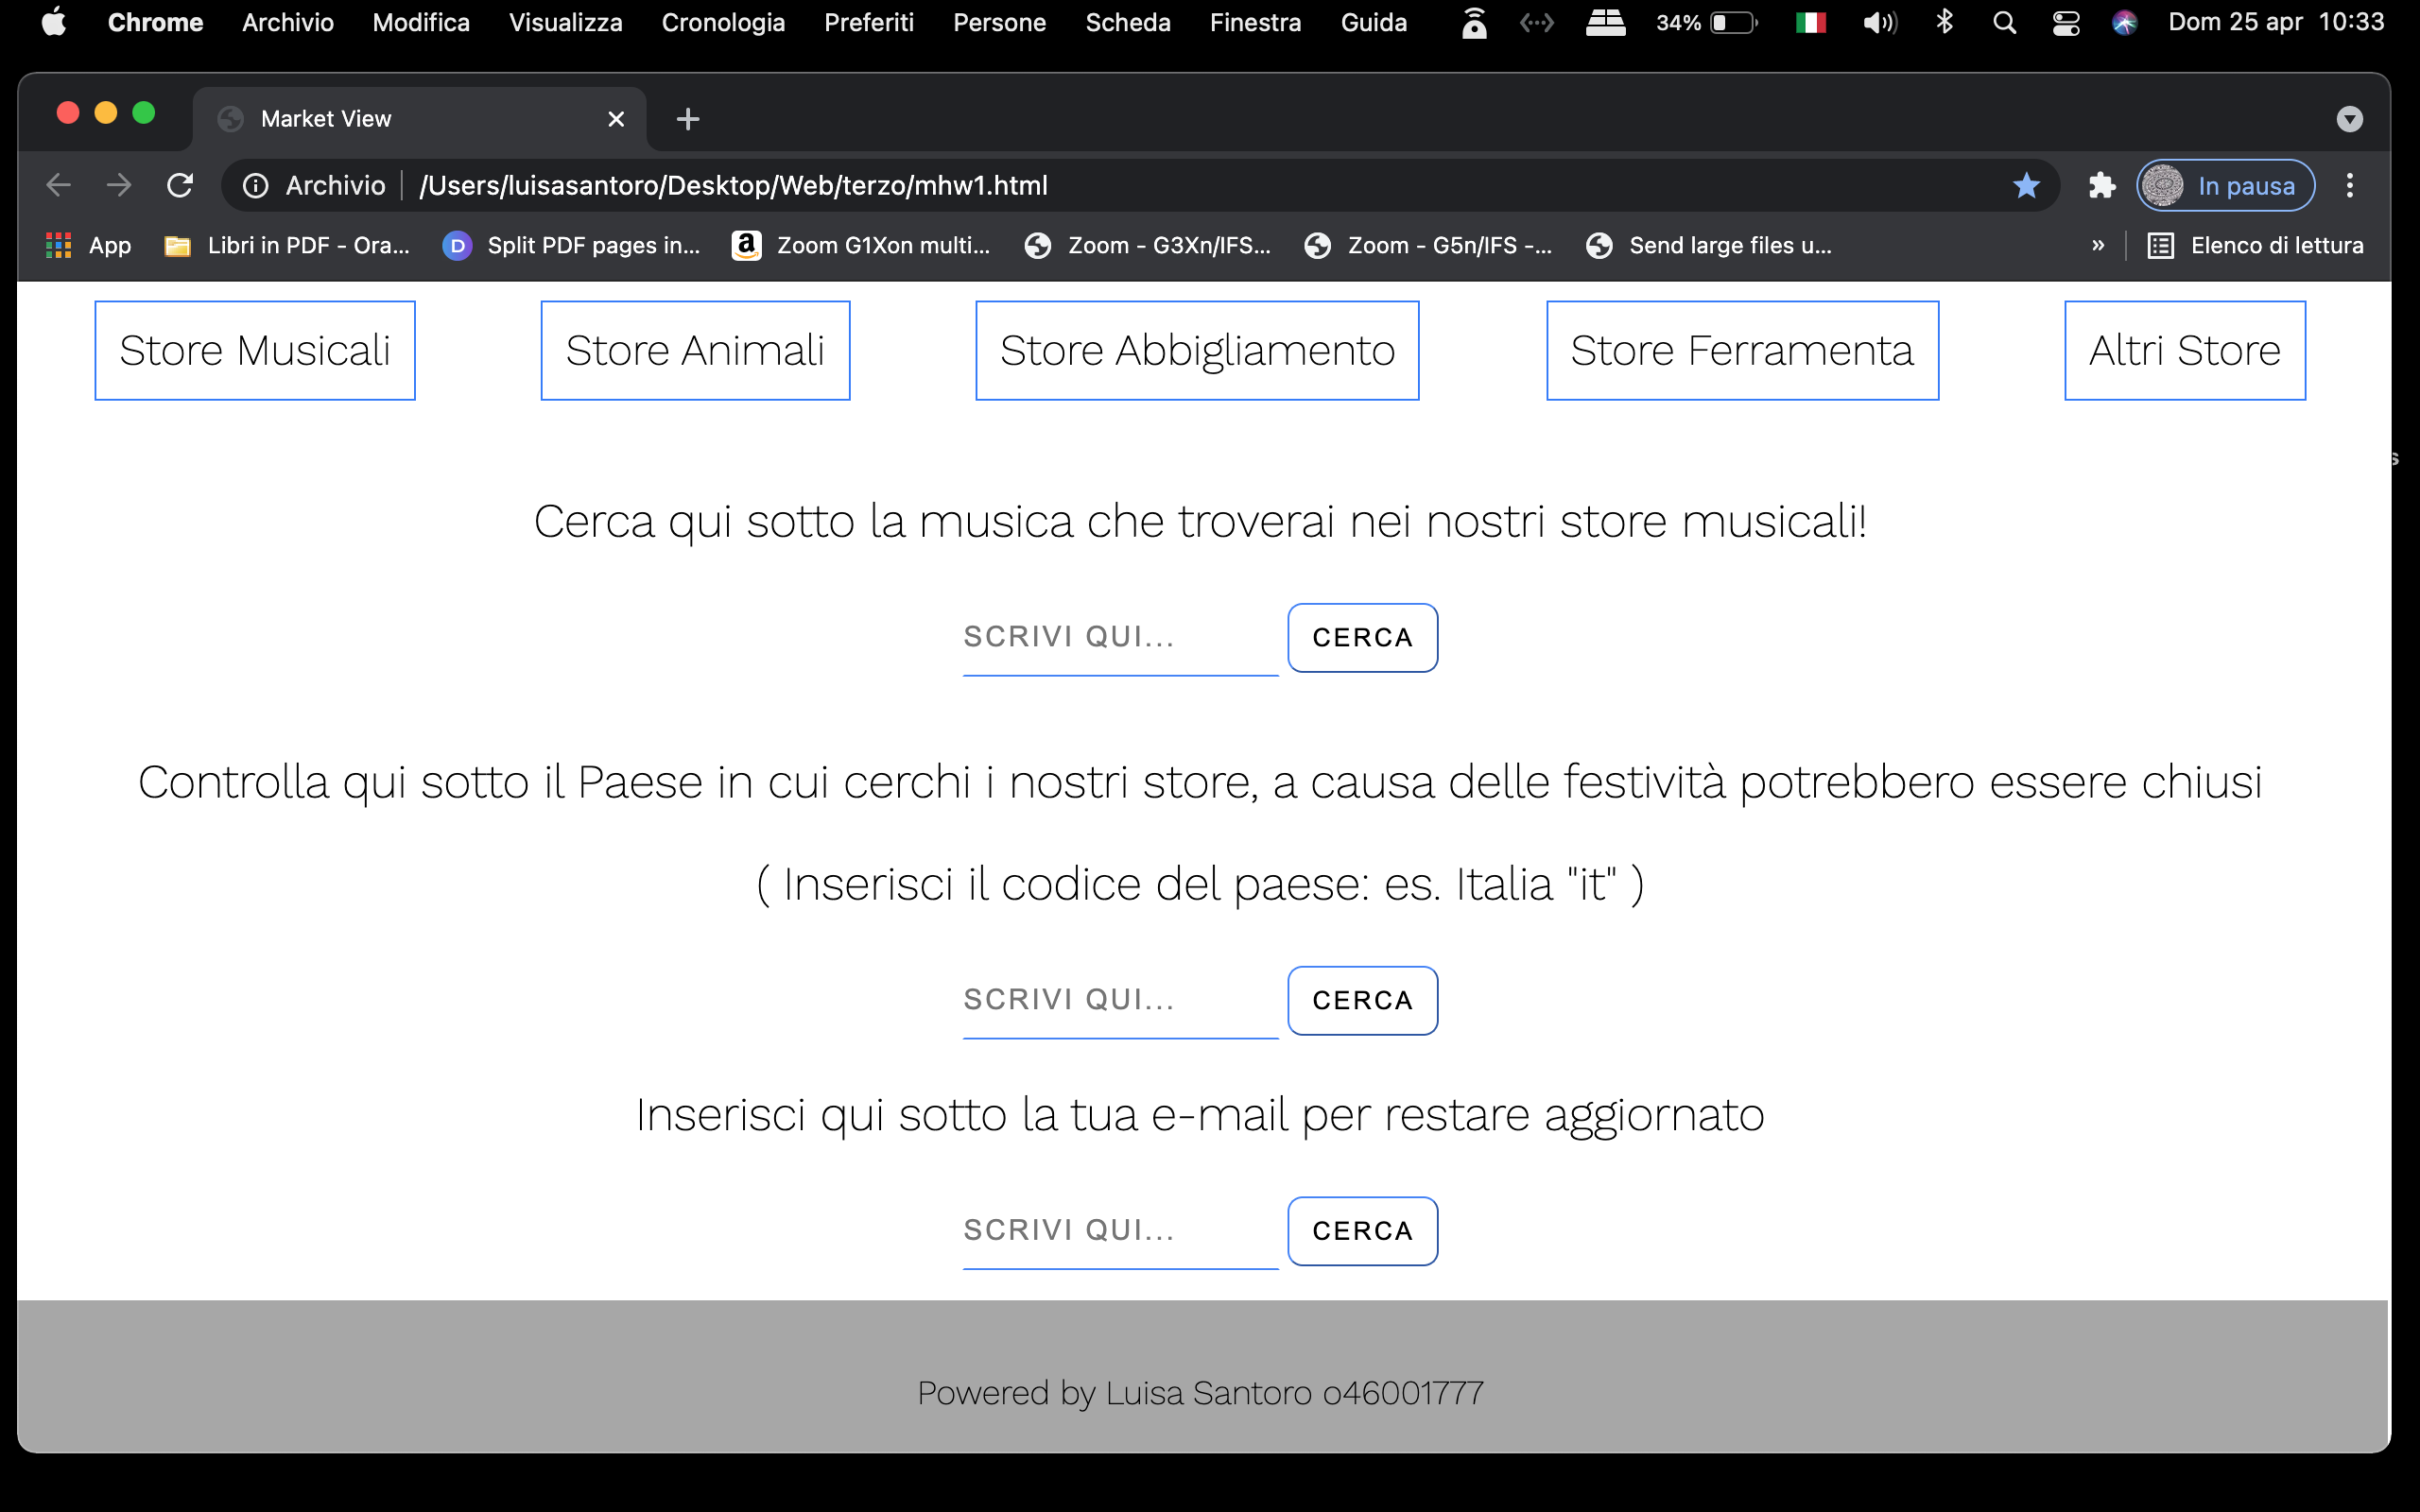 Chrome Archivio Modifica Visualizza Cronologia Preferiti Persone Scheda Finestra Guida 34% Dom 25 apr 10:33
Market View
Archivio /Users/luisasantoro/Desktop/Web/terzo/mhw1.html In pausa
App Libri in PDF - Ora... D Split PDF pages in... a Zoom G1Xon multi... Zoom - G3Xn/IFS... Zoom - G5n/IFS -... Send large files u... » Elenco di lettura
Store Musicali Store Animali Store Abbigliamento Store Ferramenta Altri Store
s
Cerca qui sotto la musica che troverai nei nostri store musicali!
SCRIVI QUI... CERCA
Controlla qui sotto il Paese in cui cerchi i nostri store, a causa delle festività potrebbero essere chiusi
( Inserisci il codice del paese: es. Italia "it" )
SCRIVI QUI... CERCA
Inserisci qui sotto la tua e-mail per restare aggiornato
SCRIVI QUI... CERCA
Powered by Luisa Santoro o46001777